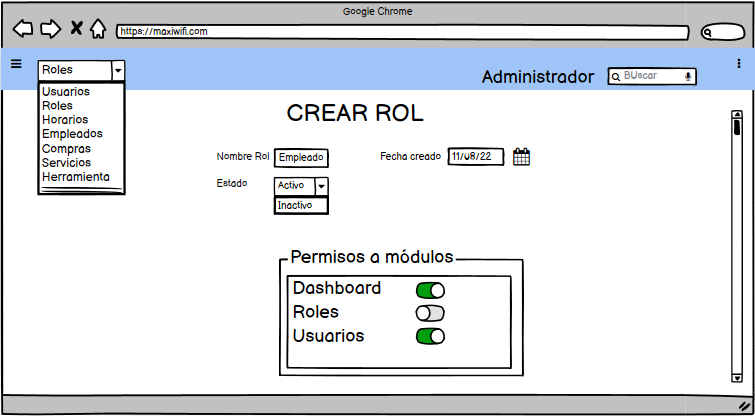 Google Chrome
https://maxiwifi.com
Roles
Administrador
BUscar
Usuarios
Roles
Horarios
Empleados
Compras
Servicios
Herramienta
CREAR ROL
Nombre Rol
Empleado
Fecha creado
11/08/22
Estado
Activo
Inactivo
Permisos a módulos
Dashboard
Roles
Usuarios